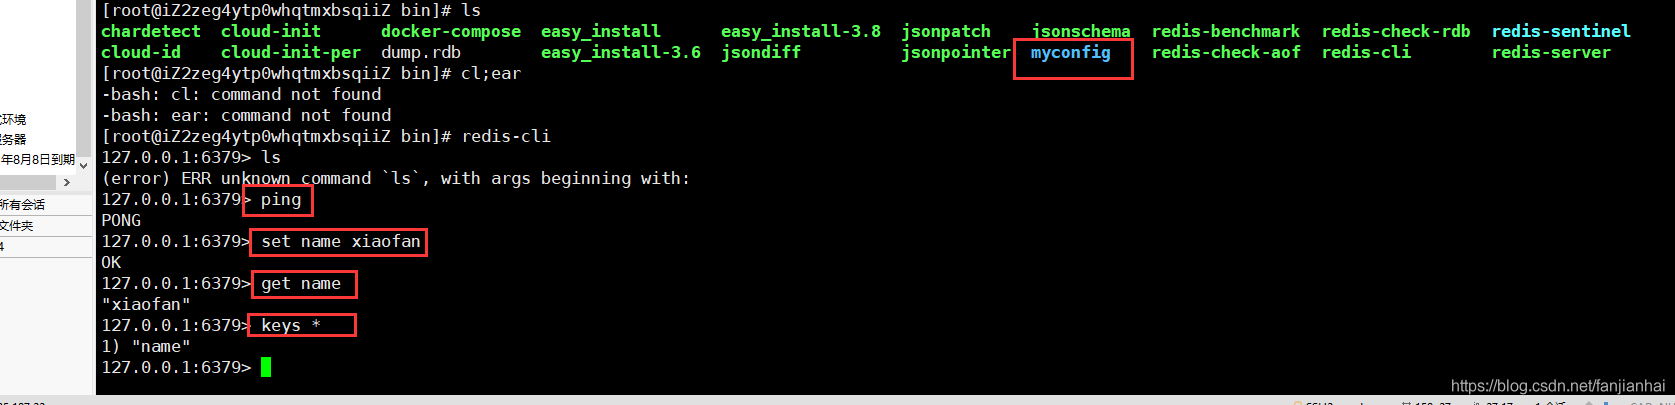 [root@iZ2zeg4ytp0whqtmxbsqiiZ bin]# ls
chardetect cloud-init docker-compose easy_install easy_install-3.8 jsonpatch jsonschema redis-benchmark redis-check-rdb redis-sentinel
cloud-id cloud-init-per dump.rdb easy_install-3.6 jsondiff jsonpointer myconfig redis-check-aof redis-cli redis-server
[root@iZ2zeg4ytp0whqtmxbsqiiZ bin]# cl;ear
-bash: cl: command not found
-bash: ear: command not found
[root@iZ2zeg4ytp0whqtmxbsqiiZ bin]# redis-cli
127.0.0.1:6379> ls
(error) ERR unknown command `ls`, with args beginning with:
127.0.0.1:6379> ping
PONG
127.0.0.1:6379> set name xiaofan
OK
127.0.0.1:6379> get name
"xiaofan"
127.0.0.1:6379> keys *
1) "name"
127.0.0.1:6379>
环境
务器
年8月8日到期
所有会话
文件夹
4
https://blog.csdn.net/fanjianhai